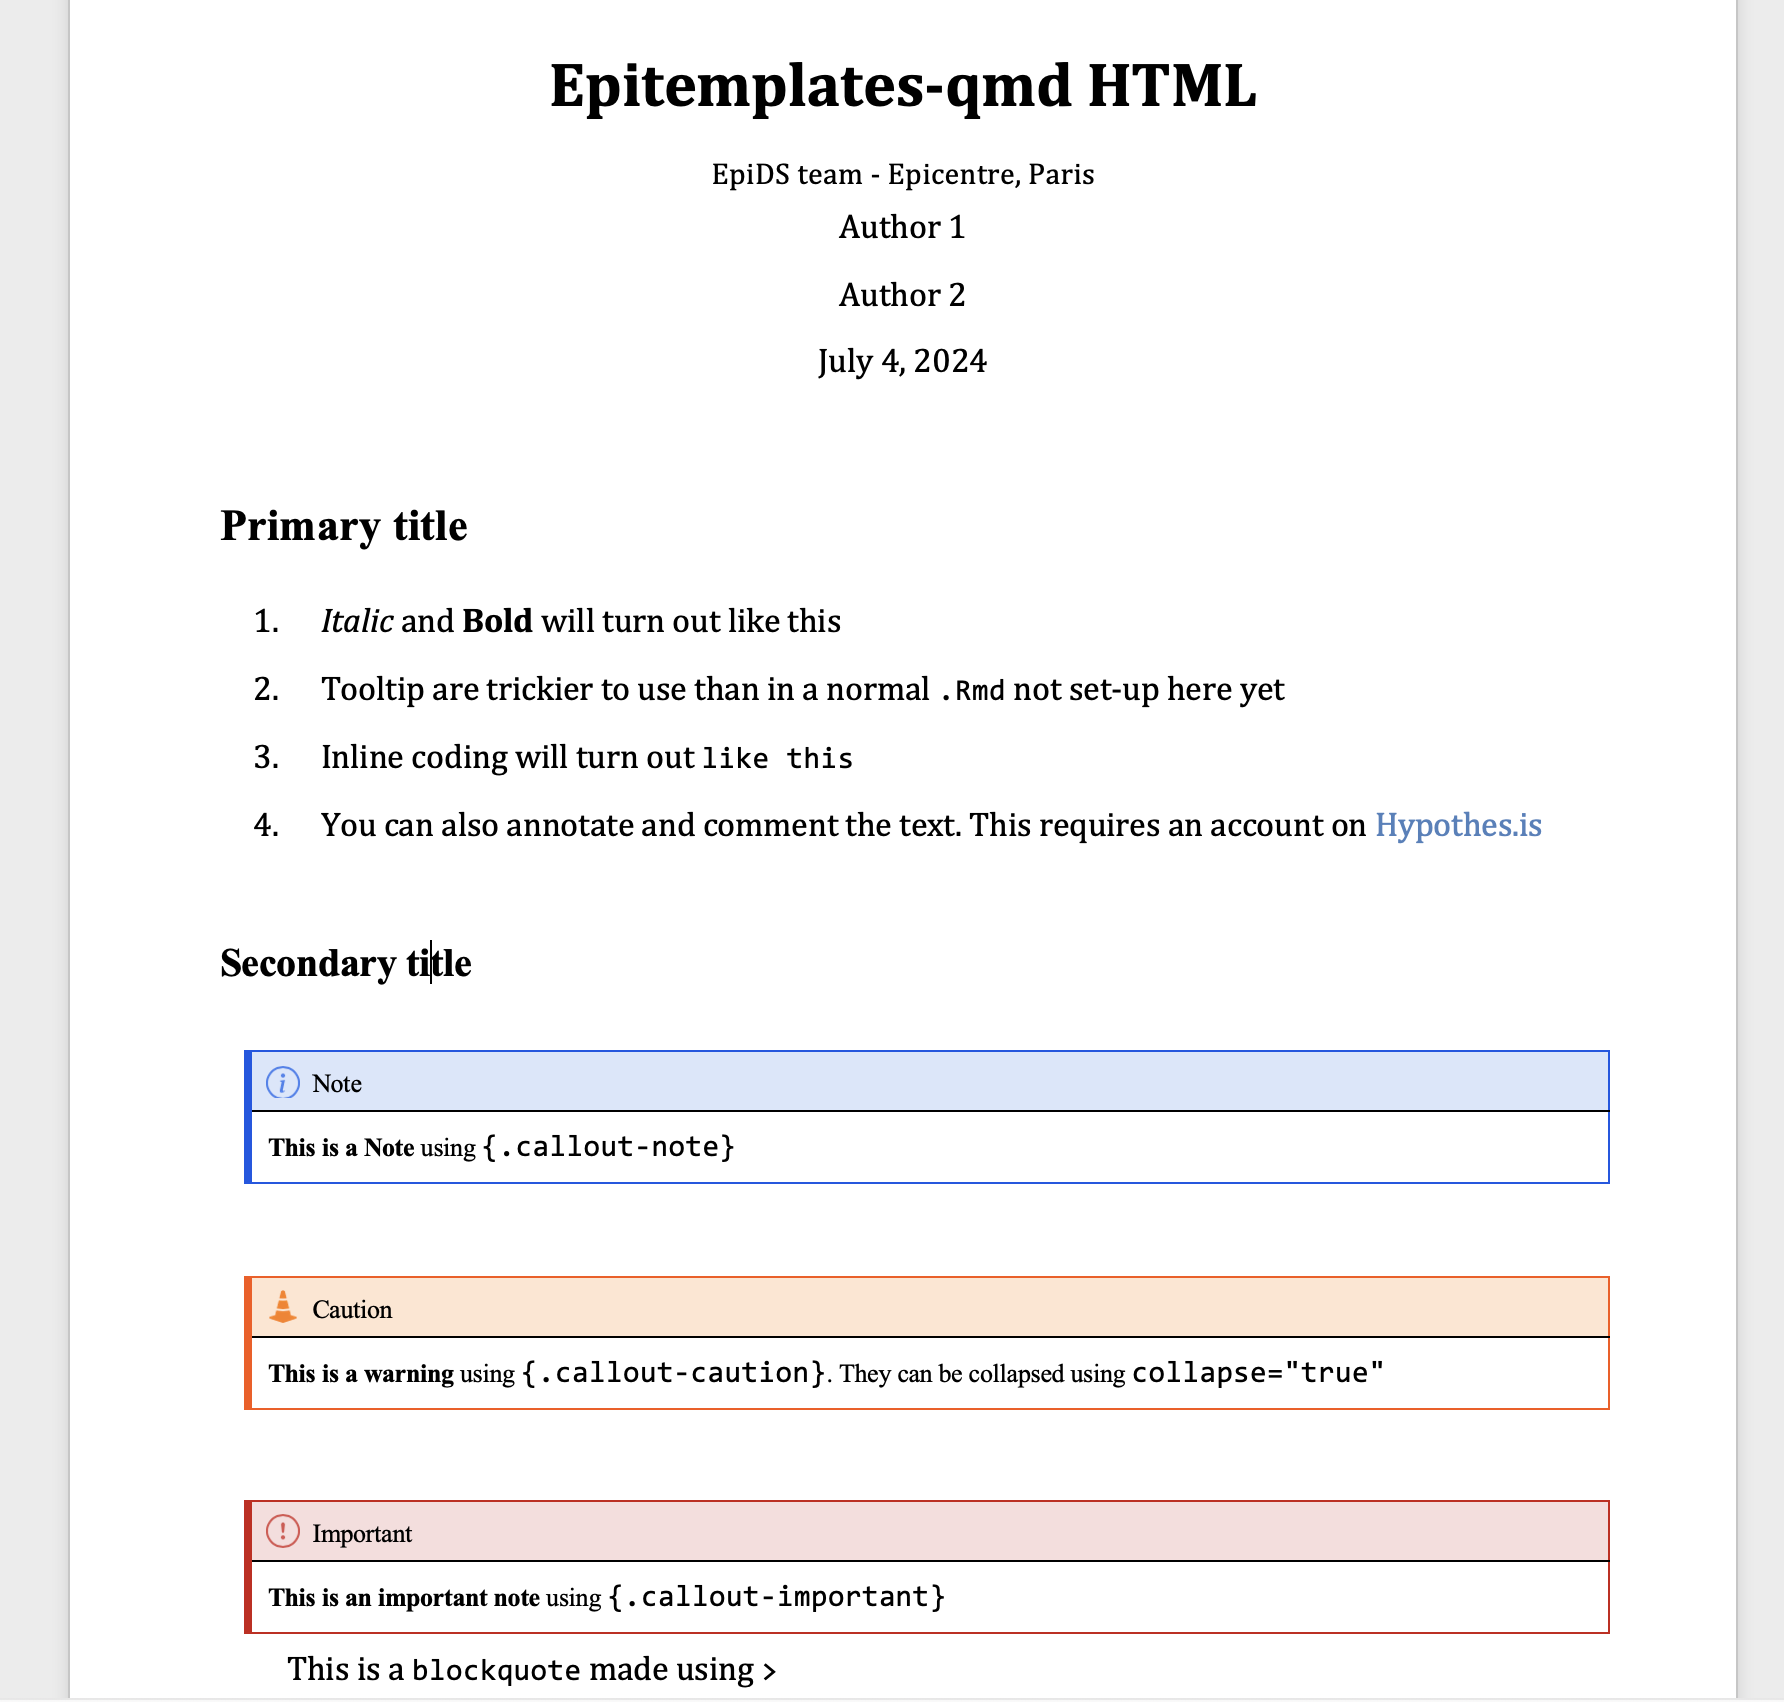 Epitemplates-qmd HTML
EpiDS team - Epicentre, Paris
Author 1
Author 2
July 4, 2024
Primary title
1. Italic and Bold will turn out like this
2. Tooltip are trickier to use than in a normal .Rmd not set-up here yet
3. Inline coding will turn out like this
4. You can also annotate and comment the text. This requires an account on Hypothes.is
Secondary title
Note
This is a Note using {.callout-note}
Caution
This is a warning using {.callout-caution}. They can be collapsed using collapse="true"
Important
This is an important note using {.callout-important}
This is a blockquote made using >